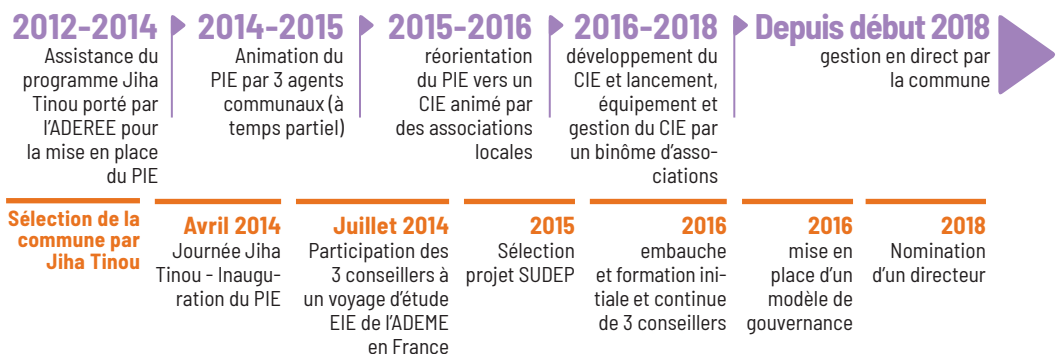 2012-2014
Assistance du
programme Jiha
Tinou porté par
l'ADEREE pour
la mise en place
du PIE
2014-2015
Animation du
PIE par 3 agents
communaux (à
temps partiel)
2015-2016
réorientation
du PIE vers un
CIE animé par
des associations
locales
2016-2018
développement du
CIE et lancement,
équipement et
gestion du CIE par
un binôme d'asso-
ciations
Depuis début 2018
gestion en direct par
la commune
Sélection de la
commune par
Jiha Tinou
Avril 2014
Journée Jiha
Tinou - Inaugu-
ration du PIE
Juillet 2014
Participation des
3 conseillers à
un voyage d'étude
EIE de l'ADEME
en France
2015
Sélection
projet SUDEP
2016
embauche
et formation ini-
tiale et continue
de 3 conseillers
2016
mise en
place d'un
modèle de
gouvernance
2018
Nomination
d'un directeur